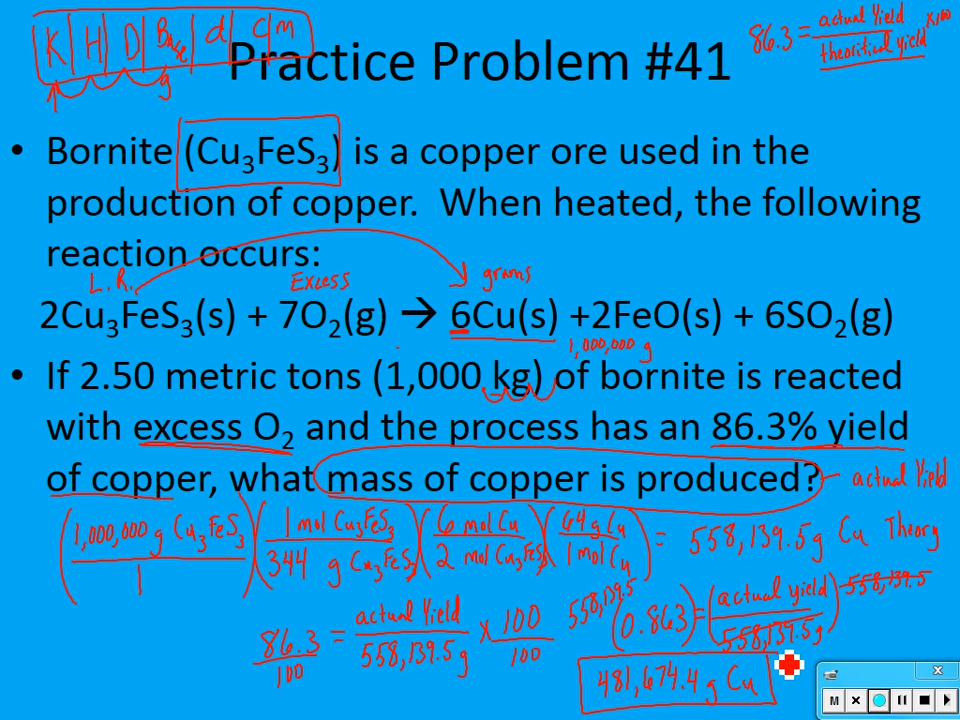 K H D Base d c m
g
86.3 = actual Yield / theoritical yield × 100
Practice Problem #41
• Bornite (Cu₃FeS₃) is a copper ore used in the
production of copper. When heated, the following
reaction occurs:
L.R. Excess grams
2Cu₃FeS₃(s) + 7O₂(g) → 6Cu(s) +2FeO(s) + 6SO₂(g)
1,000,000 g
• If 2.50 metric tons (1,000 kg) of bornite is reacted
with excess O₂ and the process has an 86.3% yield
of copper, what mass of copper is produced? - actual Yield
(1,000,000 g Cu₃FeS₃ / 1) (1 mol Cu₃FeS₃ / 344 g Cu₃FeS₃) (6 mol Cu / 2 mol Cu₃FeS₃) (64 g Cu / 1 mol Cu) = 558,139.5 g Cu Theory
86.3 / 100 = actual Yield / 558,139.5 g × 100 / 100
558,139.5 (0.863) = (actual yield / 558,139.5 g) 558,139.5
481,674.4 g Cu
M